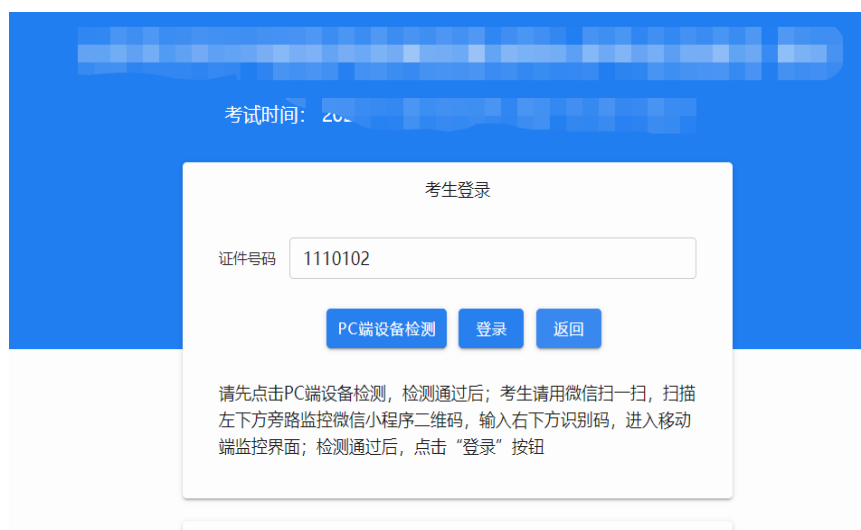 考试时间：
考生登录
证件号码 1110102
PC端设备检测 登录 返回
请先点击PC端设备检测，检测通过后；考生请用微信扫一扫，扫描
左下方旁路监控微信小程序二维码，输入右下方识别码，进入移动
端监控界面；检测通过后，点击“登录”按钮